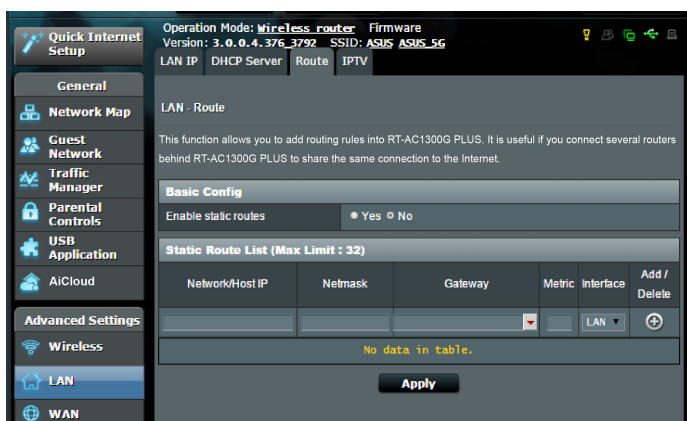 Quick Internet
Setup
General
Network Map
Guest
Network
Traffic
Manager
Parental
Controls
USB
Application
AiCloud
Advanced Settings
Wireless
LAN
WAN
Operation Mode: Wireless router Firmware
Version: 3.0.0.4.376_3792 SSID: ASUS ASUS_5G
LAN IP DHCP Server Route IPTV
LAN - Route
This function allows you to add routing rules into RT-AC1300G PLUS. It is useful if you connect several routers
behind RT-AC1300G PLUS to share the same connection to the Internet.
Basic Config
Enable static routes Yes No
Static Route List (Max Limit : 32)
Network/Host IP Netmask Gateway Metric Interface Add /
Delete
LAN
No data in table.
Apply